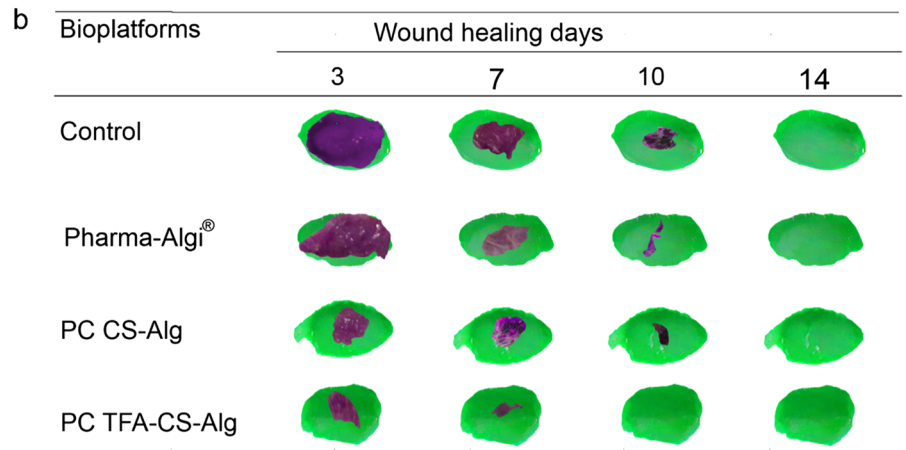 b
Bioplatforms
Wound healing days
3 7 10 14
Control
Pharma-Algi®
PC CS-Alg
PC TFA-CS-Alg